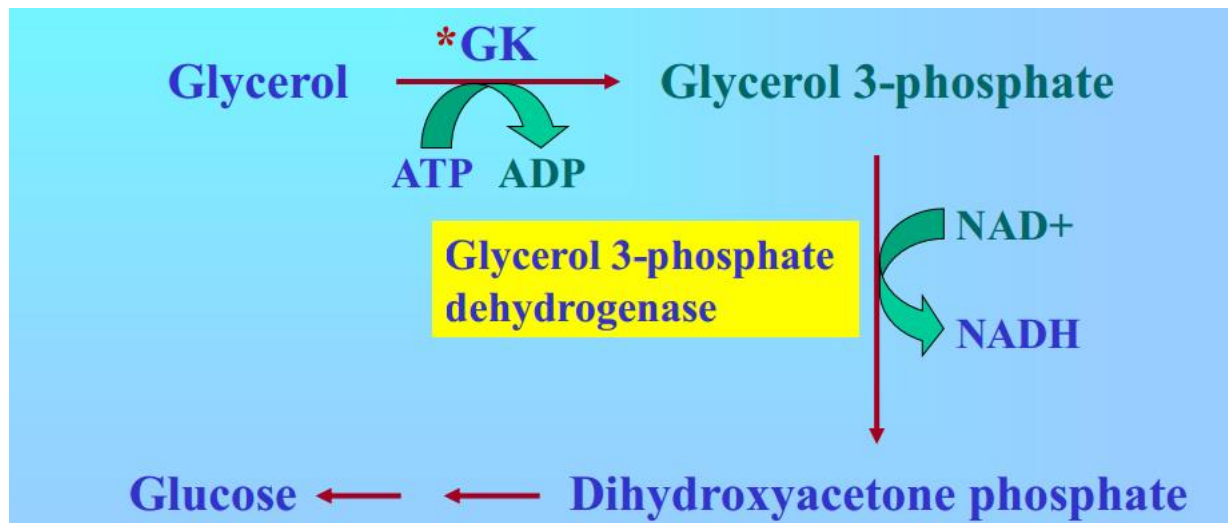 *GK
Glycerol
Glycerol 3-phosphate
ATP ADP
NAD+
Glycerol 3-phosphate
dehydrogenase
NADH
Glucose
Dihydroxyacetone phosphate